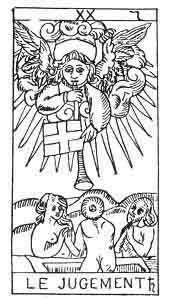 XX ד
LE JUGEMENT ♄